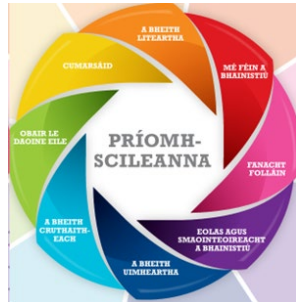 A BHEITH
LITEARTHA
MÉ FÉIN A
BHAINISTIÚ
FANACHT
FOLLÁIN
EOLAS AGUS
SMAOINTEOIREACHT
A BHAINISTIÚ
A BHEITH
UIMHEARTHA
A BHEITH
CRUTHAITH-
EACH
OBAIR LE
DAOINE EILE
CUMARSÁID
PRÍOMH-
SCILEANNA